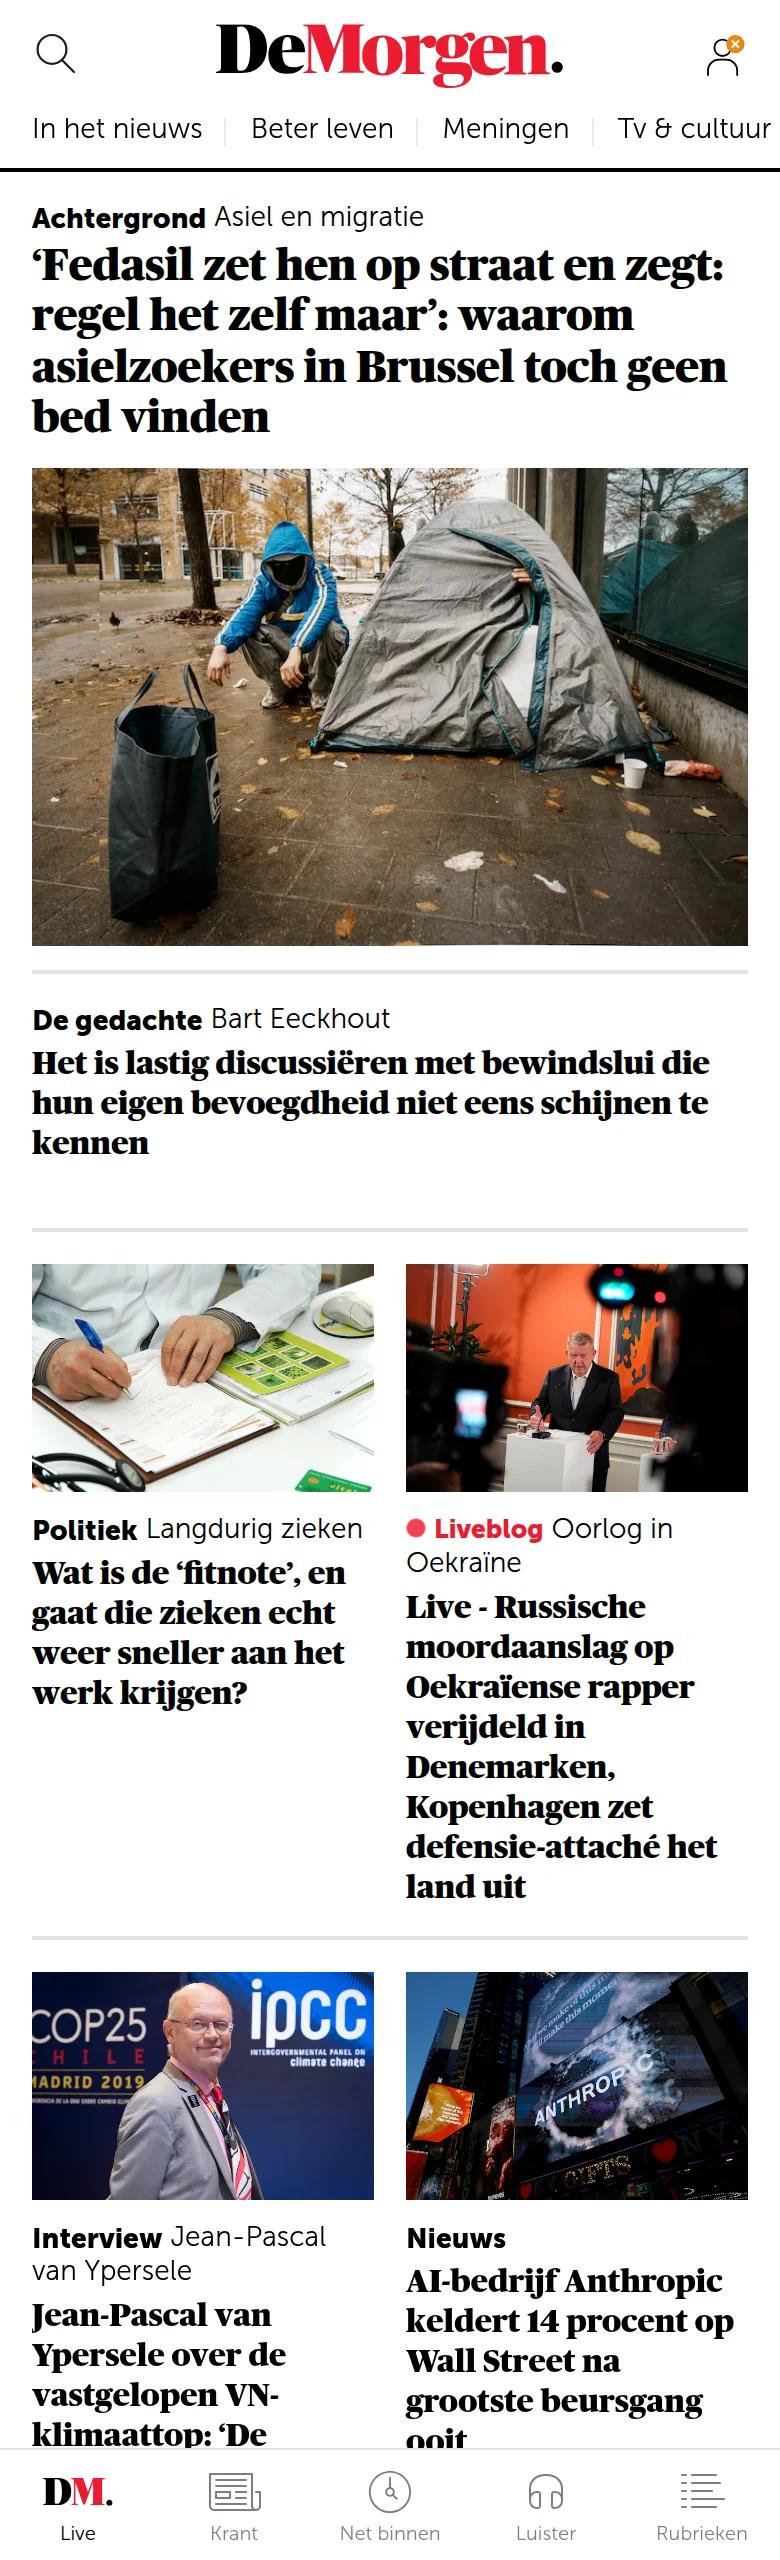 DeMorgen.
In het nieuws
Beter leven
Meningen
Tv & cultuur
Achtergrond Asiel en migratie
‘Fedasil zet hen op straat en zegt:
regel het zelf maar’: waarom
asielzoekers in Brussel toch geen
bed vinden
De gedachte Bart Eeckhout
Het is lastig discussiëren met bewindslui die
hun eigen bevoegdheid niet eens schijnen te
kennen
Politiek Langdurig zieken
Wat is de ‘fitnote’, en
gaat die zieken echt
weer sneller aan het
werk krijgen?
Liveblog Oorlog in
Oekraïne
Live - Russische
moordaanslag op
Oekraïense rapper
verijdeld in
Denemarken,
Kopenhagen zet
defensie-attaché het
land uit
COP25
CHILE
MADRID 2019
ipcc
INTERGOVERNMENTAL PANEL ON
climate change
ANTHROPIC
GIFTS
NY
Interview Jean-Pascal
van Ypersele
Jean-Pascal van
Ypersele over de
vastgelopen VN-
klimaattop: ‘De
Nieuws
AI-bedrijf Anthropic
keldert 14 procent op
Wall Street na
grootste beursgang
ooit
DM.
Live
Krant
Net binnen
Luister
Rubrieken